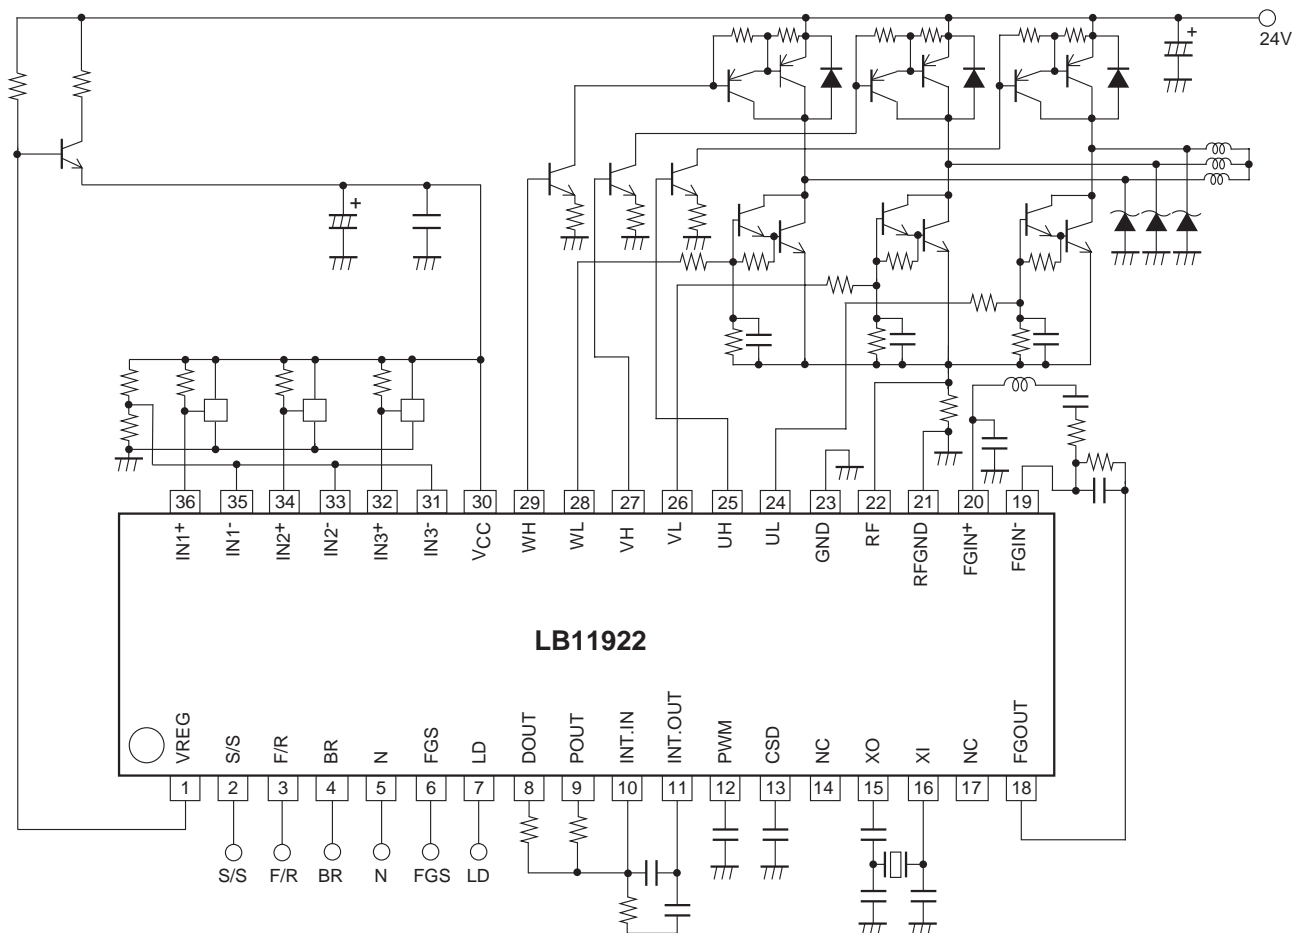 +
24V
+
36 35 34 33 32 31 30 29 28 27 26 25 24 23 22 21 20 19
IN1+ IN1- IN2+ IN2- IN3+ IN3- VCC WH WL VH VL UH UL GND RF RFGND FGIN+ FGIN-
LB11922
VREG S/S F/R BR N FGS LD DOUT POUT INT.IN INT.OUT PWM CSD NC XO XI NC FGOUT
1 2 3 4 5 6 7 8 9 10 11 12 13 14 15 16 17 18
S/S F/R BR N FGS LD